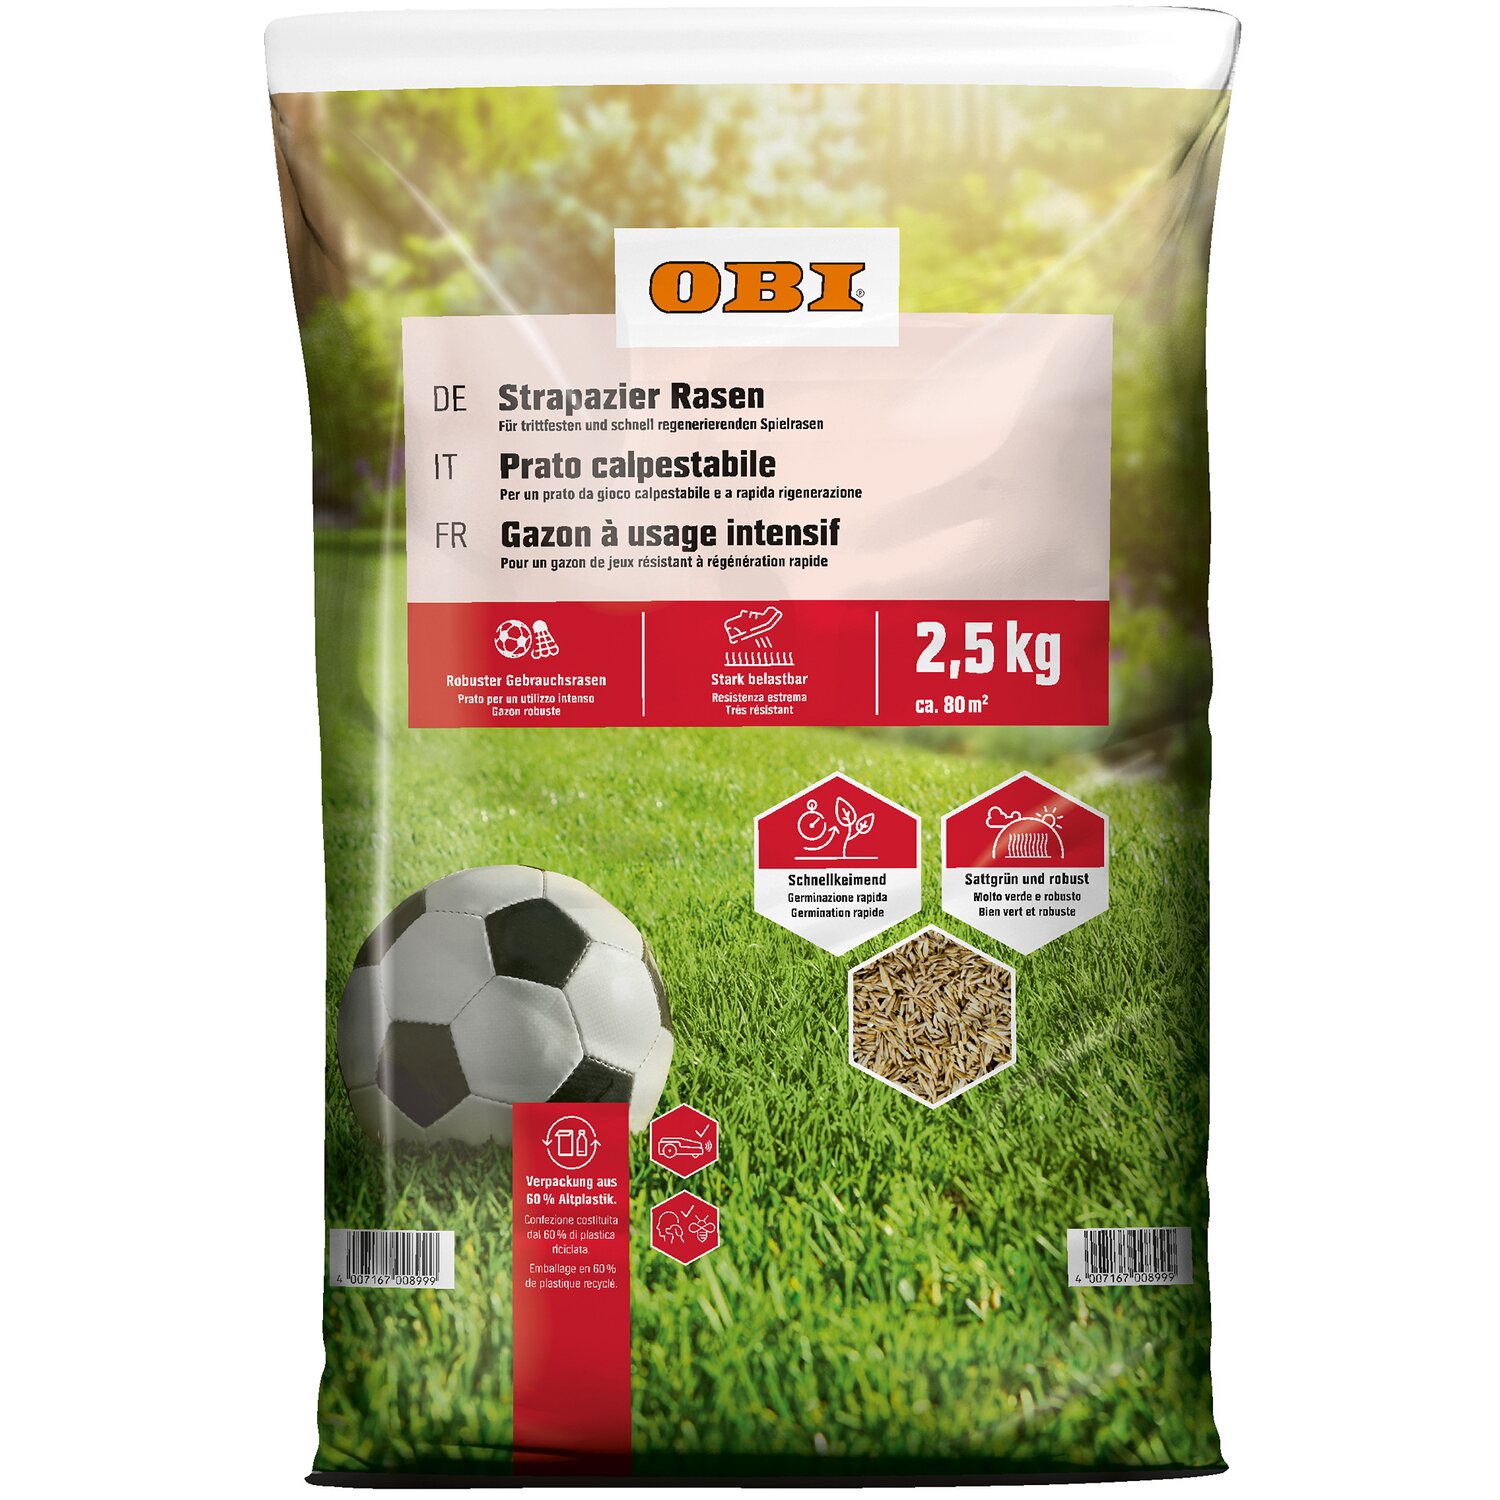 OBI®
DE Strapazier Rasen
Für trittfesten und schnell regenerierenden Spielrasen
IT Prato calpestabile
Per un prato da gioco calpestabile e a rapida rigenerazione
FR Gazon à usage intensif
Pour un gazon de jeux résistant à régénération rapide
Robuster Gebrauchsrasen
Prato per un utilizzo intenso
Gazon robuste
Stark belastbar
Resistenza estrema
Très résistant
2,5 kg
ca. 80 m²
Schnellkeimend
Germinazione rapida
Germination rapide
Sattgrün und robust
Molto verde e robusto
Bien vert et robuste
Verpackung aus
60 % Altplastik.
Confezione costituita
dal 60 % di plastica
riciclata.
Emballage en 60 %
de plastique recyclé.
4 007167 008999
4 007167 008999